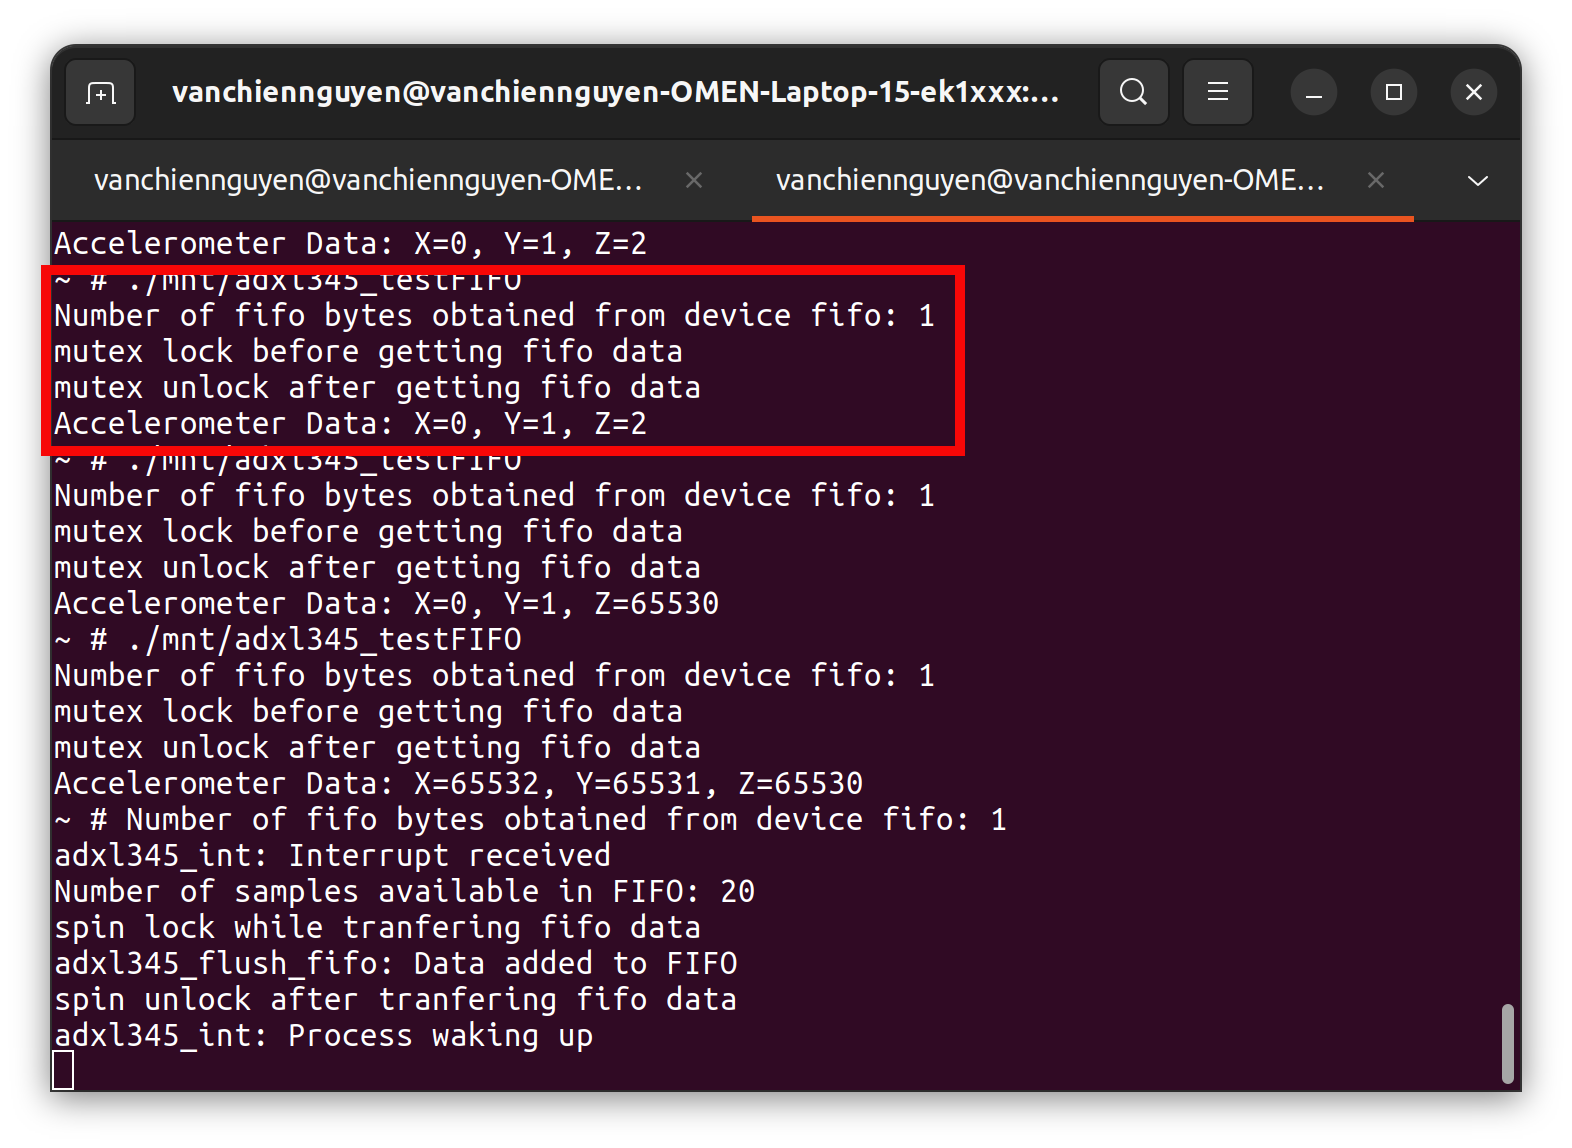 vanchiennguyen@vanchiennguyen-OMEN-Laptop-15-ek1xxx:...
vanchiennguyen@vanchiennguyen-OME... vanchiennguyen@vanchiennguyen-OME...
Accelerometer Data: X=0, Y=1, Z=2
~ # ./mnt/adxl345_testFIFO
Number of fifo bytes obtained from device fifo: 1
mutex lock before getting fifo data
mutex unlock after getting fifo data
Accelerometer Data: X=0, Y=1, Z=2
~ # ./mnt/adxl345_testFIFO
Number of fifo bytes obtained from device fifo: 1
mutex lock before getting fifo data
mutex unlock after getting fifo data
Accelerometer Data: X=0, Y=1, Z=65530
~ # ./mnt/adxl345_testFIFO
Number of fifo bytes obtained from device fifo: 1
mutex lock before getting fifo data
mutex unlock after getting fifo data
Accelerometer Data: X=65532, Y=65531, Z=65530
~ # Number of fifo bytes obtained from device fifo: 1
adxl345_int: Interrupt received
Number of samples available in FIFO: 20
spin lock while tranfering fifo data
adxl345_flush_fifo: Data added to FIFO
spin unlock after tranfering fifo data
adxl345_int: Process waking up